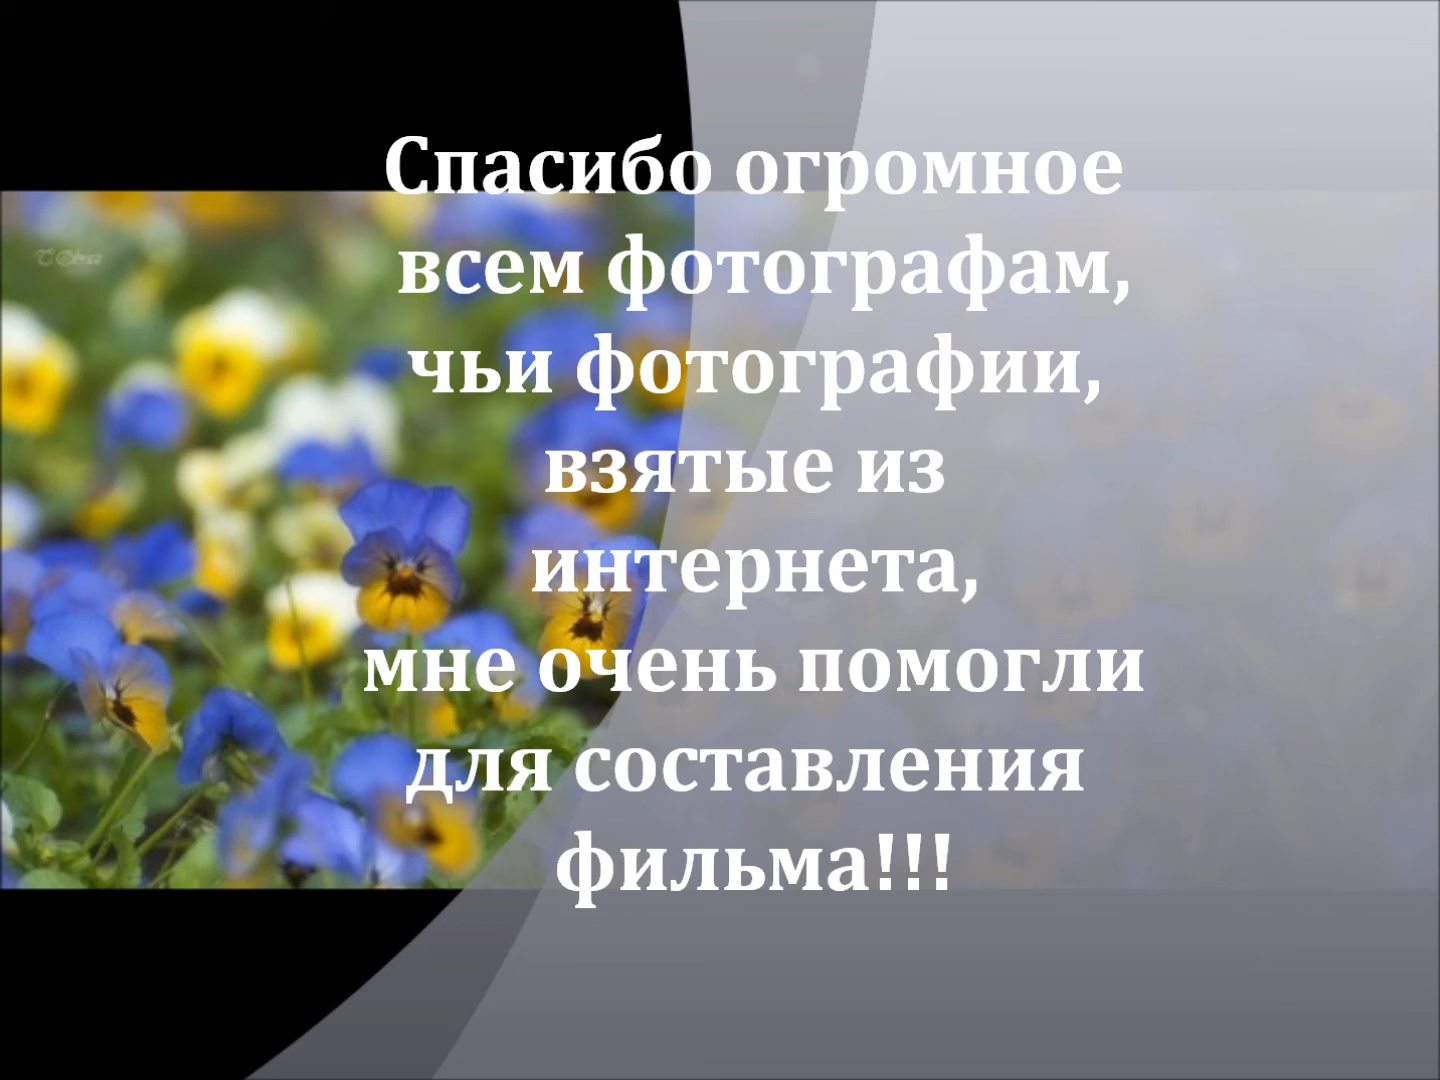 Спасибо огромное
всем фотографам,
чьи фотографии,
взятые из
интернета,
мне очень помогли
для составления
фильма!!!